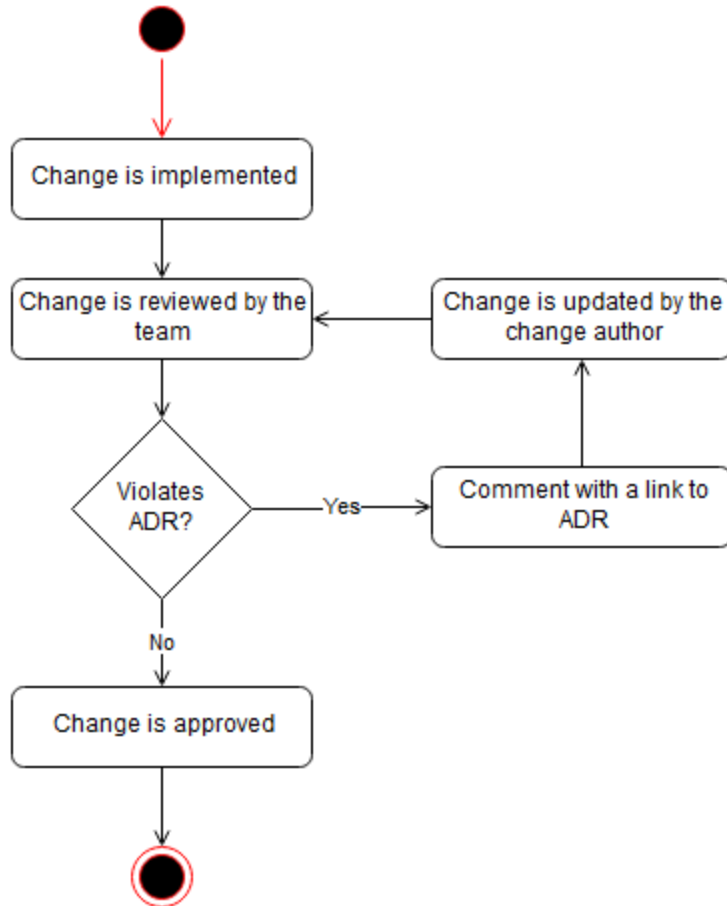 Change is implemented
Change is reviewed by the
team
Change is updated by the
change author
Violates
ADR?
Yes
Comment with a link to
ADR
No
Change is approved